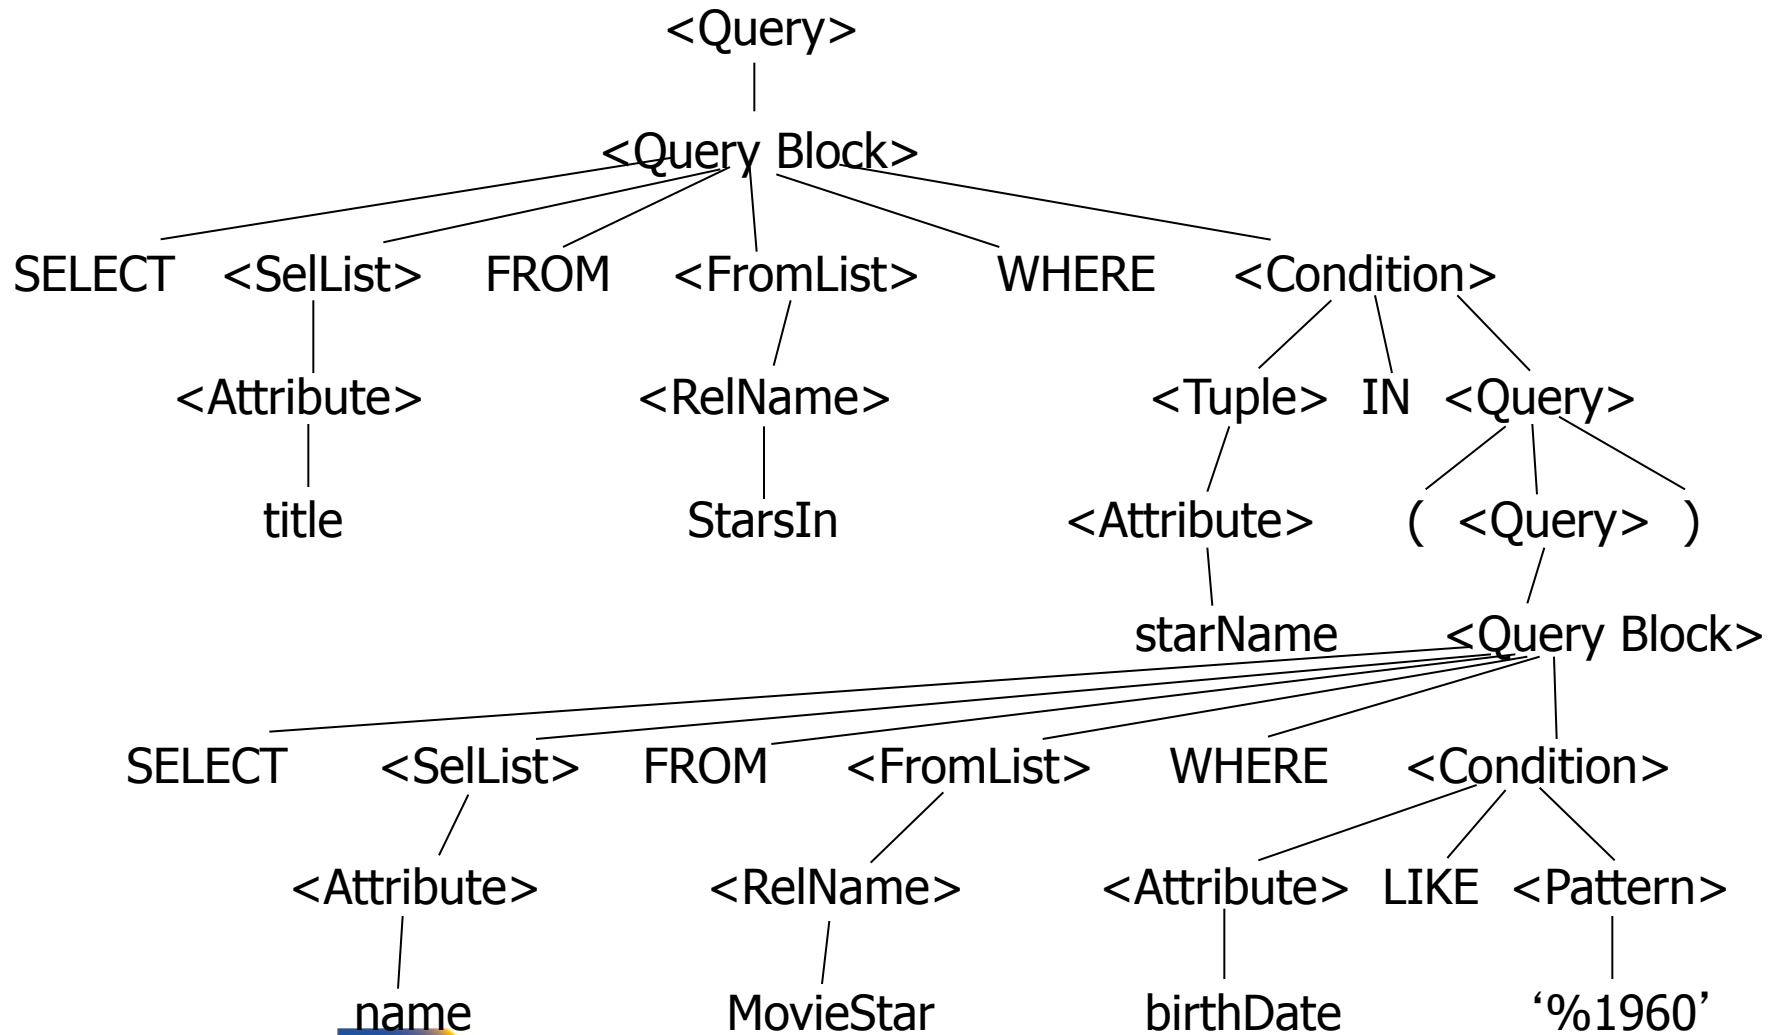 <Query>
<Query Block>
SELECT <SelList> FROM <FromList> WHERE <Condition>
<Attribute> <RelName> <Tuple> IN <Query>
title StarsIn <Attribute> ( <Query> )
starName <Query Block>
SELECT <SelList> FROM <FromList> WHERE <Condition>
<Attribute> <RelName> <Attribute> LIKE <Pattern>
name MovieStar birthDate ‘%1960’